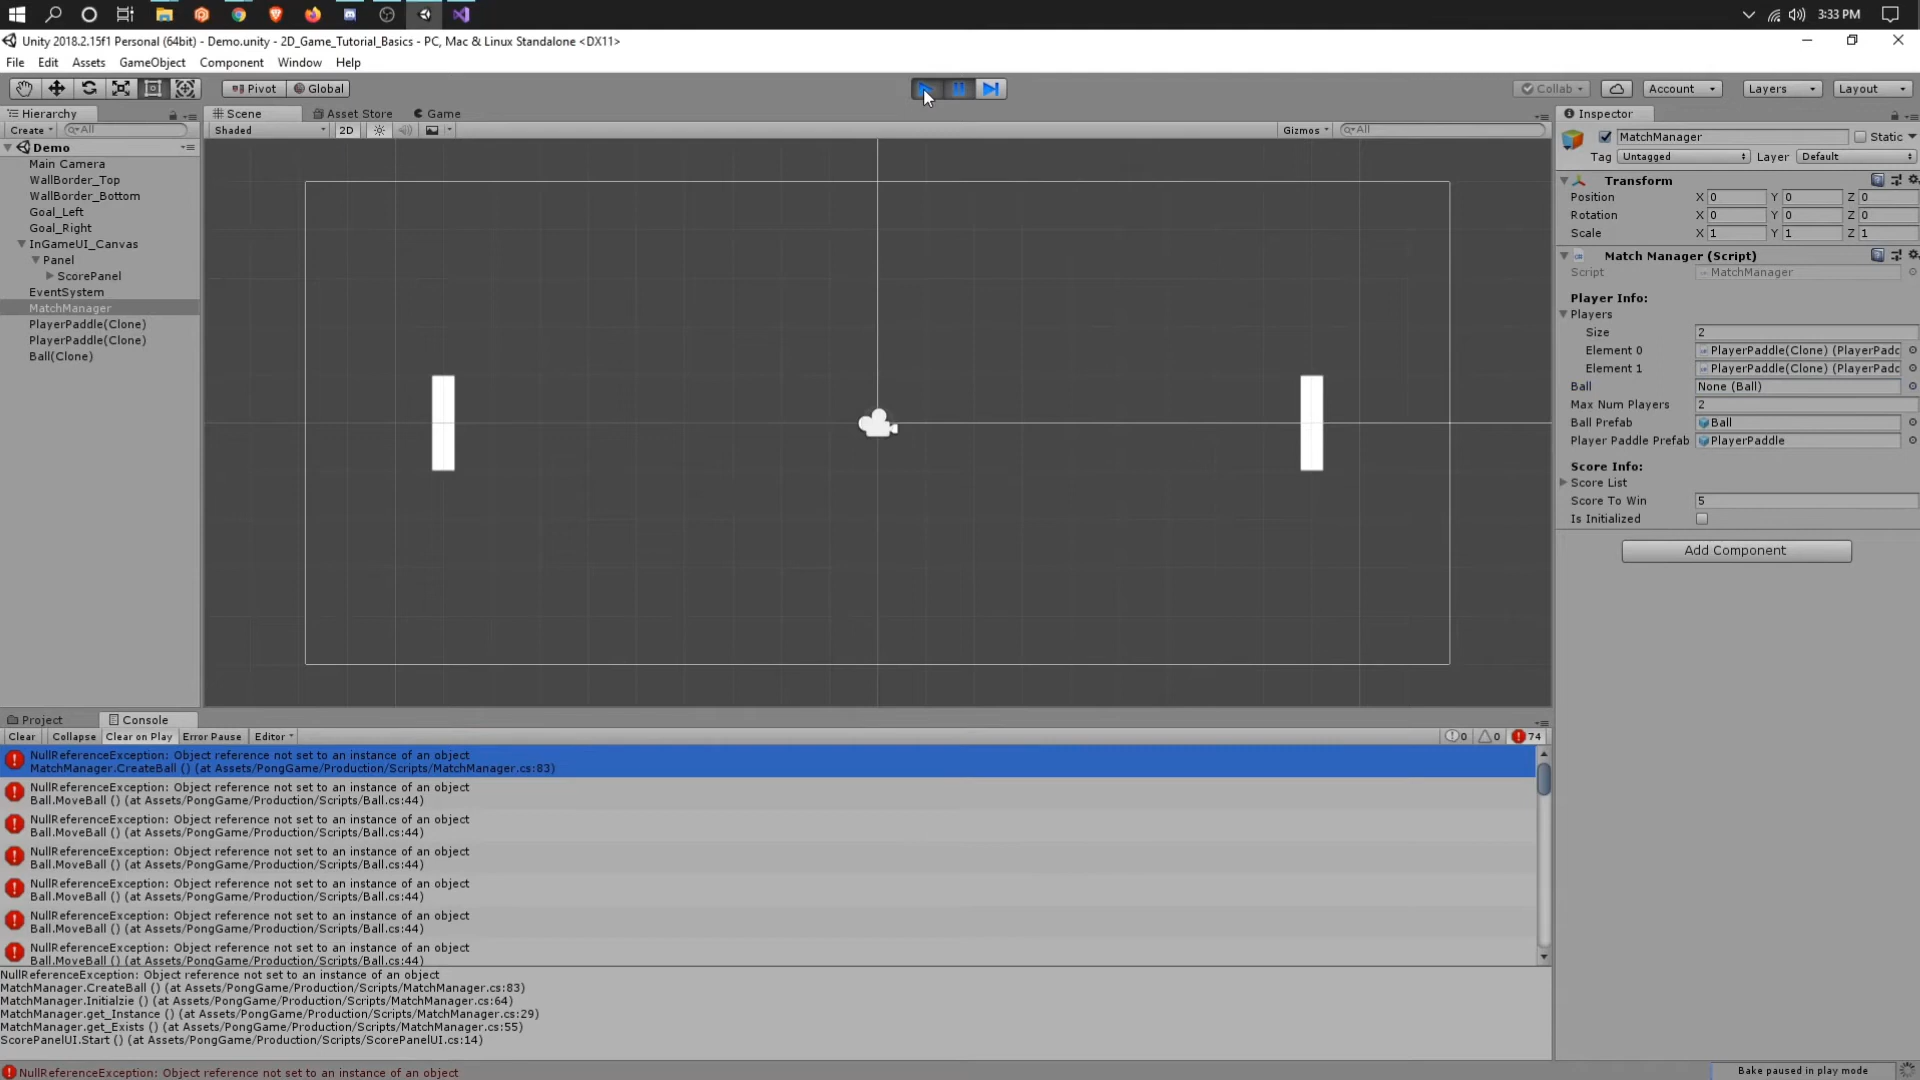 3:33 PM
Unity 2018.2.15f1 Personal (64bit) - Demo.unity - 2D_Game_Tutorial_Basics - PC, Mac & Linux Standalone <DX11>
File Edit Assets GameObject Component Window Help
Pivot Global Collab Account Layers Layout
Hierarchy Scene Asset Store Game Inspector
Create All Shaded 2D Gizmos All
Demo
Main Camera
WallBorder_Top
WallBorder_Bottom
Goal_Left
Goal_Right
InGameUI_Canvas
Panel
ScorePanel
EventSystem
MatchManager
PlayerPaddle(Clone)
PlayerPaddle(Clone)
Ball(Clone)
MatchManager Static
Tag Untagged Layer Default
Transform
Position X 0 Y 0 Z 0
Rotation X 0 Y 0 Z 0
Scale X 1 Y 1 Z 1
Match Manager (Script)
Script MatchManager
Player Info:
Players
Size 2
Element 0 PlayerPaddle(Clone) (PlayerPadd
Element 1 PlayerPaddle(Clone) (PlayerPadd
Ball None (Ball)
Max Num Players 2
Ball Prefab Ball
Player Paddle Prefab PlayerPaddle
Score Info:
Score List
Score To Win 5
Is Initialized
Add Component
Project Console
Clear Collapse Clear on Play Error Pause Editor 0 0 74
NullReferenceException: Object reference not set to an instance of an object
MatchManager.CreateBall () (at Assets/PongGame/Production/Scripts/MatchManager.cs:83)
NullReferenceException: Object reference not set to an instance of an object
Ball.MoveBall () (at Assets/PongGame/Production/Scripts/Ball.cs:44)
NullReferenceException: Object reference not set to an instance of an object
Ball.MoveBall () (at Assets/PongGame/Production/Scripts/Ball.cs:44)
NullReferenceException: Object reference not set to an instance of an object
Ball.MoveBall () (at Assets/PongGame/Production/Scripts/Ball.cs:44)
NullReferenceException: Object reference not set to an instance of an object
Ball.MoveBall () (at Assets/PongGame/Production/Scripts/Ball.cs:44)
NullReferenceException: Object reference not set to an instance of an object
Ball.MoveBall () (at Assets/PongGame/Production/Scripts/Ball.cs:44)
NullReferenceException: Object reference not set to an instance of an object
Ball.MoveBall () (at Assets/PongGame/Production/Scripts/Ball.cs:44)
NullReferenceException: Object reference not set to an instance of an object
MatchManager.CreateBall () (at Assets/PongGame/Production/Scripts/MatchManager.cs:83)
MatchManager.Initialzie () (at Assets/PongGame/Production/Scripts/MatchManager.cs:64)
MatchManager.get_Instance () (at Assets/PongGame/Production/Scripts/MatchManager.cs:29)
MatchManager.get_Exists () (at Assets/PongGame/Production/Scripts/MatchManager.cs:55)
ScorePanelUI.Start () (at Assets/PongGame/Production/Scripts/ScorePanelUI.cs:14)
NullReferenceException: Object reference not set to an instance of an object
Bake paused in play mode